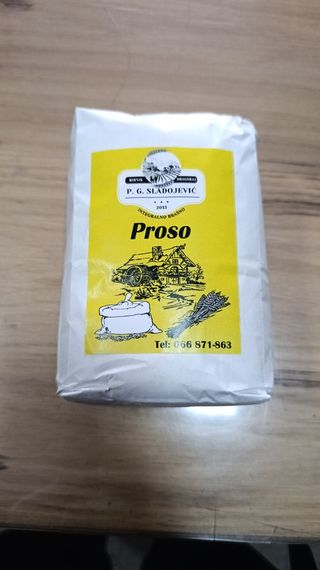 P. G. SLADOJEVIĆ
2011
INTEGRALNO BRAŠNO
Proso
Tel: 066 871-863